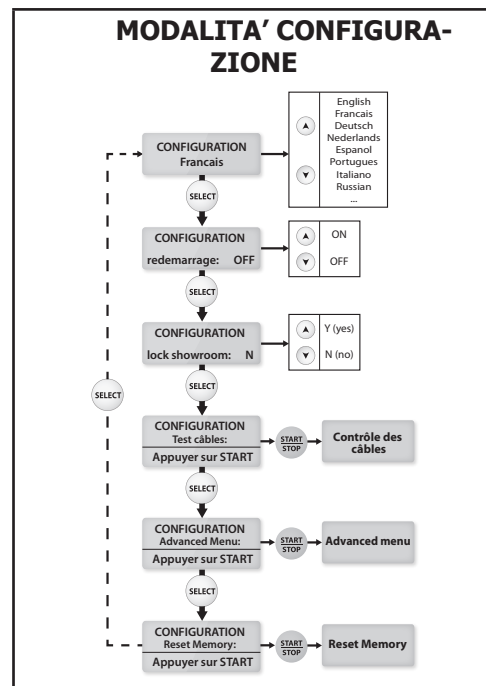 MODALITA’ CONFIGURA-
ZIONE
CONFIGURATION
Francais
English
Francais
Deutsch
Nederlands
Espanol
Portugues
Italiano
Russian
...
SELECT
CONFIGURATION
redemarrage: OFF
ON
OFF
SELECT
CONFIGURATION
lock showroom: N
Y (yes)
N (no)
SELECT
SELECT
CONFIGURATION
Test câbles:
Appuyer sur START
START
STOP
Contrôle des
câbles
SELECT
CONFIGURATION
Advanced Menu:
Appuyer sur START
START
STOP
Advanced menu
SELECT
CONFIGURATION
Reset Memory:
Appuyer sur START
START
STOP
Reset Memory